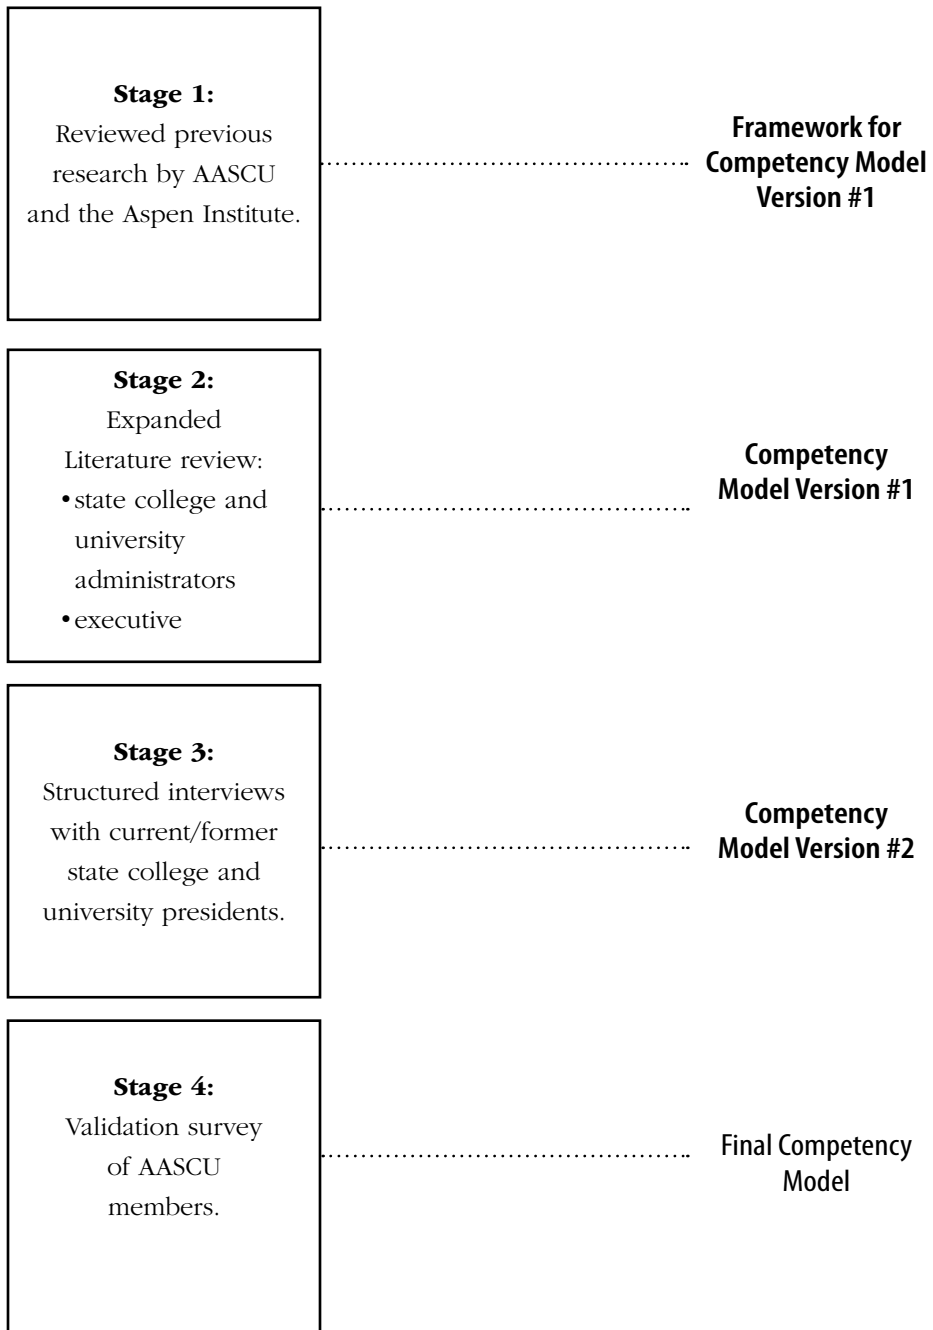 Stage 1:
Reviewed previous
research by AASCU
and the Aspen Institute.
Framework for
Competency Model
Version #1
Stage 2:
Expanded
Literature review:
•state college and
university
administrators
•executive
Competency
Model Version #1
Stage 3:
Structured interviews
with current/former
state college and
university presidents.
Competency
Model Version #2
Stage 4:
Validation survey
of AASCU
members.
Final Competency
Model